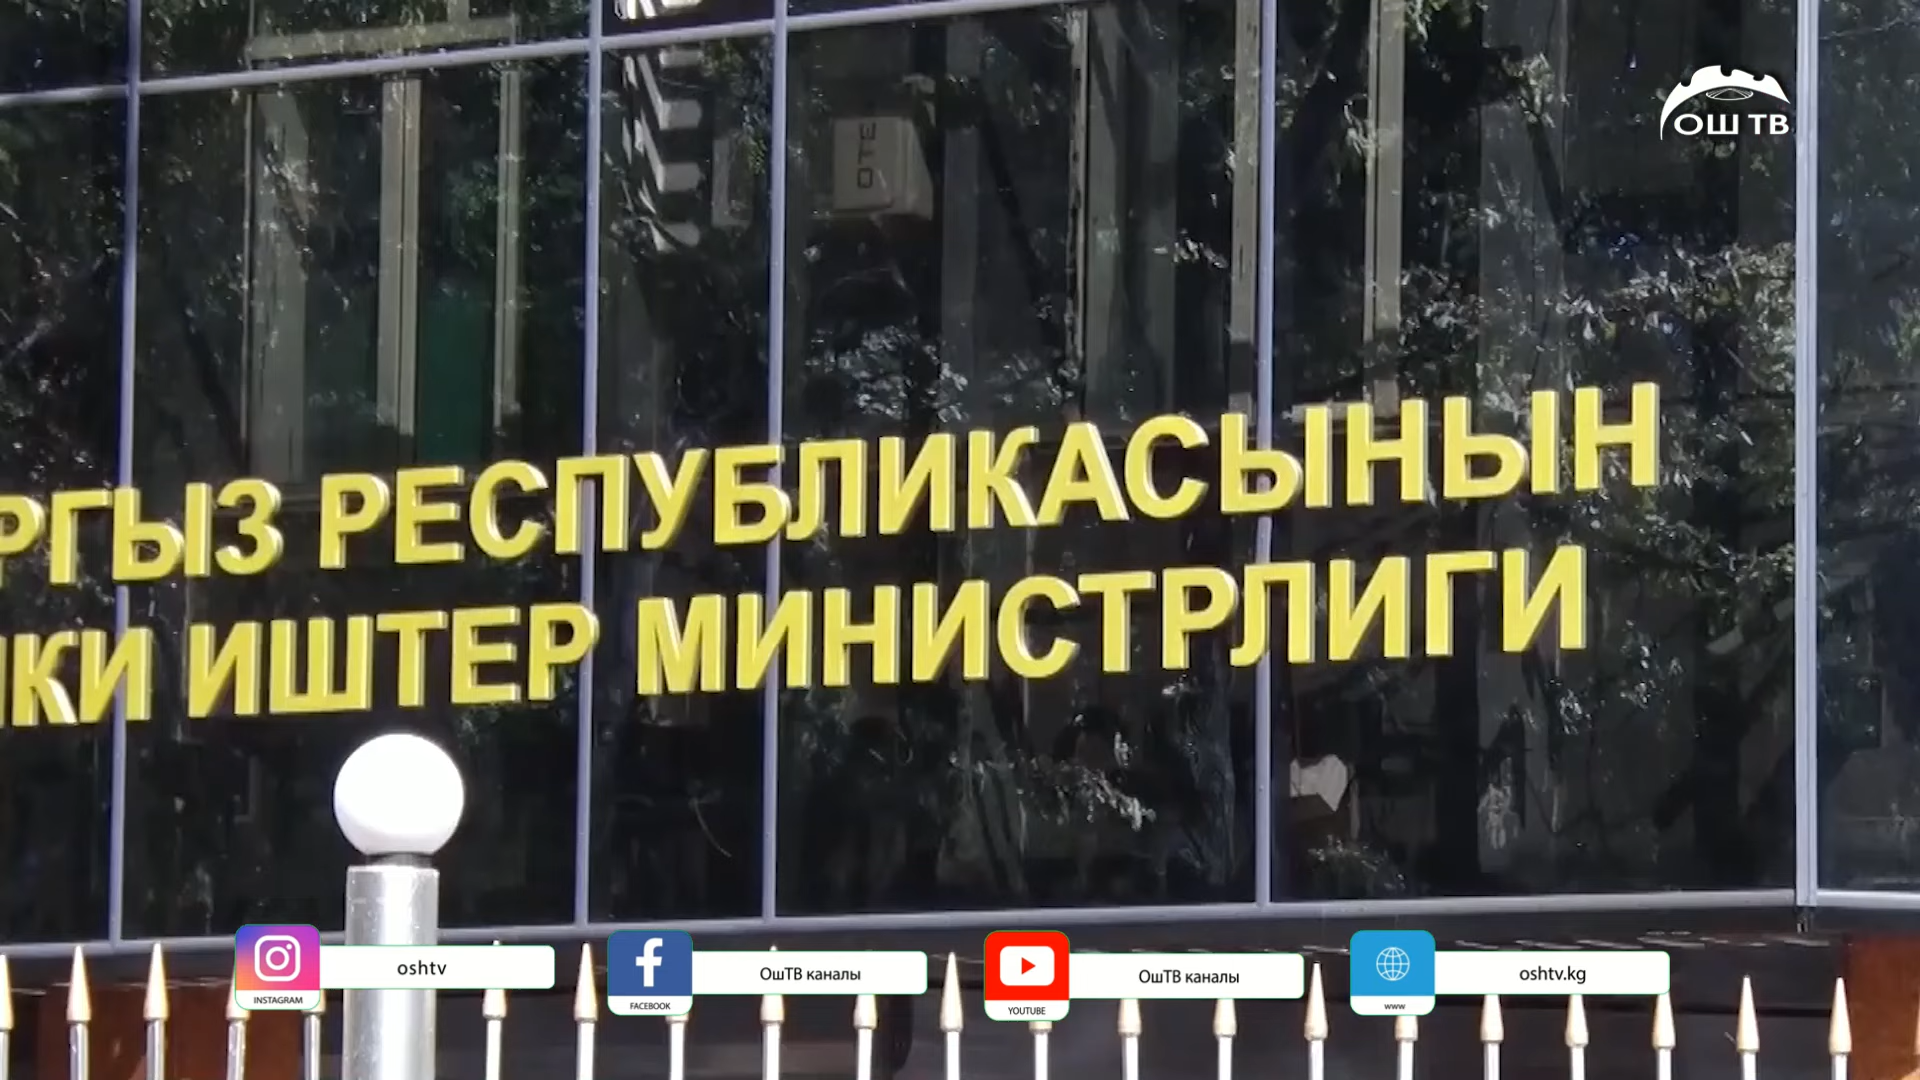 ОШ ТВ
РГЫЗ РЕСПУБЛИКАСЫНЫН
ИКИ ИШТЕР МИНИСТРЛИГИ
INSTAGRAM
oshtv
FACEBOOK
ОшТВ каналы
YOUTUBE
ОшТВ каналы
www
oshtv.kg